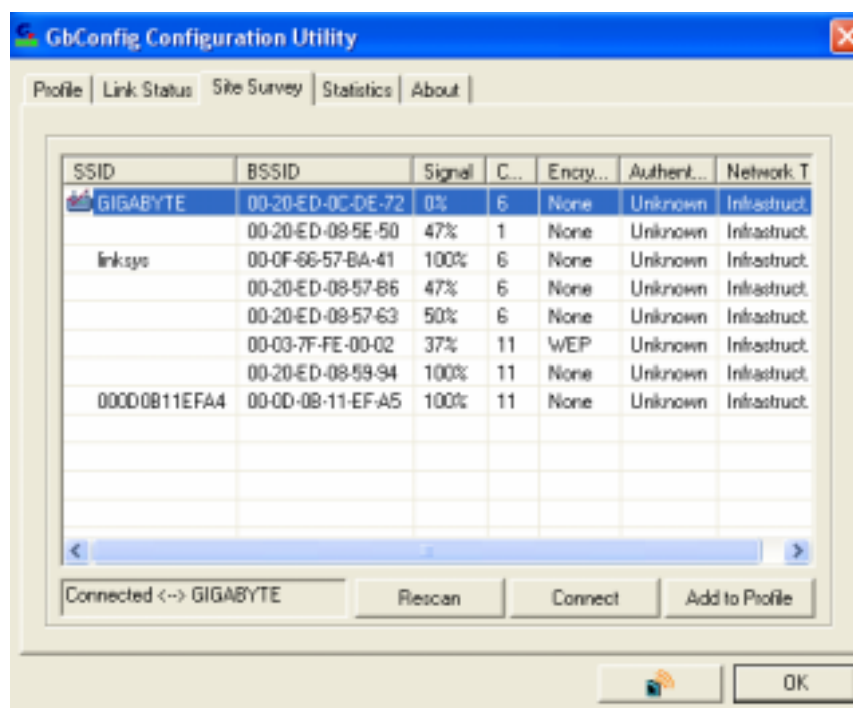 GbConfig Configuration Utility
Profile Link Status Site Survey Statistics About
SSID BSSID Signal C... Encry... Authent... Network T
GIGABYTE 00-20-ED-0C-DE-72 0% 6 None Unknown Infrastruct.
00-20-ED-08-5E-50 47% 1 None Unknown Infrastruct.
linksys 00-0F-66-57-BA-41 100% 6 None Unknown Infrastruct.
00-20-ED-08-57-B6 47% 6 None Unknown Infrastruct.
00-20-ED-08-57-63 50% 6 None Unknown Infrastruct.
00-03-7F-FE-00-02 37% 11 WEP Unknown Infrastruct.
00-20-ED-08-59-94 100% 11 None Unknown Infrastruct.
000D0B11EFA4 00-0D-0B-11-EF-A5 100% 11 None Unknown Infrastruct.
Connected <--> GIGABYTE Rescan Connect Add to Profile
OK